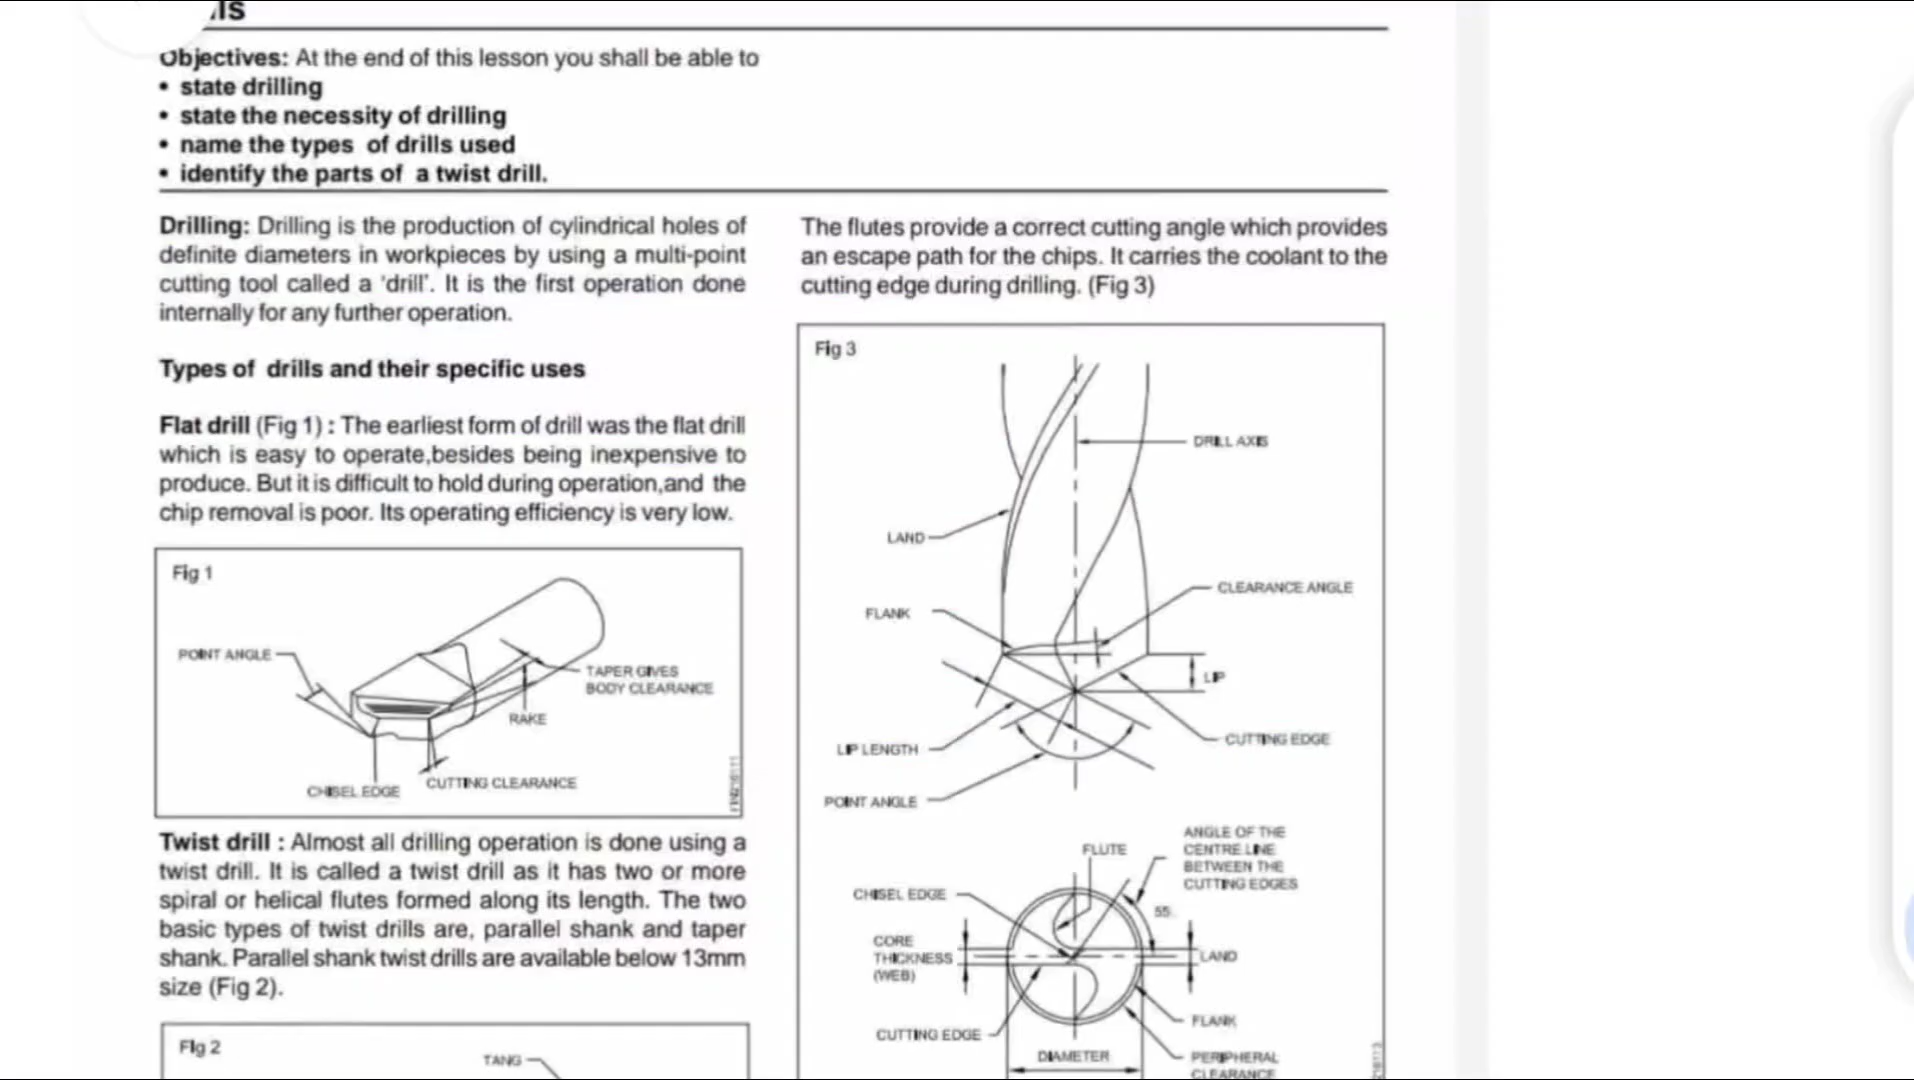 Objectives: At the end of this lesson you shall be able to
• state drilling
• state the necessity of drilling
• name the types of drills used
• identify the parts of a twist drill.
Drilling: Drilling is the production of cylindrical holes of
definite diameters in workpieces by using a multi-point
cutting tool called a 'drill'. It is the first operation done
internally for any further operation.
Types of drills and their specific uses
Flat drill (Fig 1) : The earliest form of drill was the flat drill
which is easy to operate,besides being inexpensive to
produce. But it is difficult to hold during operation,and the
chip removal is poor. Its operating efficiency is very low.
Fig 1
POINT ANGLE
TAPER GIVES
BODY CLEARANCE
RAKE
CHISEL EDGE
CUTTING CLEARANCE
Twist drill : Almost all drilling operation is done using a
twist drill. It is called a twist drill as it has two or more
spiral or helical flutes formed along its length. The two
basic types of twist drills are, parallel shank and taper
shank. Parallel shank twist drills are available below 13mm
size (Fig 2).
Fig 2
TANG
The flutes provide a correct cutting angle which provides
an escape path for the chips. It carries the coolant to the
cutting edge during drilling. (Fig 3)
Fig 3
DRILL AXIS
LAND
CLEARANCE ANGLE
FLANK
LIP
CUTTING EDGE
LIP LENGTH
POINT ANGLE
ANGLE OF THE
CENTRE LINE
BETWEEN THE
CUTTING EDGES
FLUTE
CHISEL EDGE
55
CORE
THICKNESS
(WEB)
LAND
FLANK
CUTTING EDGE
DIAMETER
PERIPHERAL
CLEARANCE